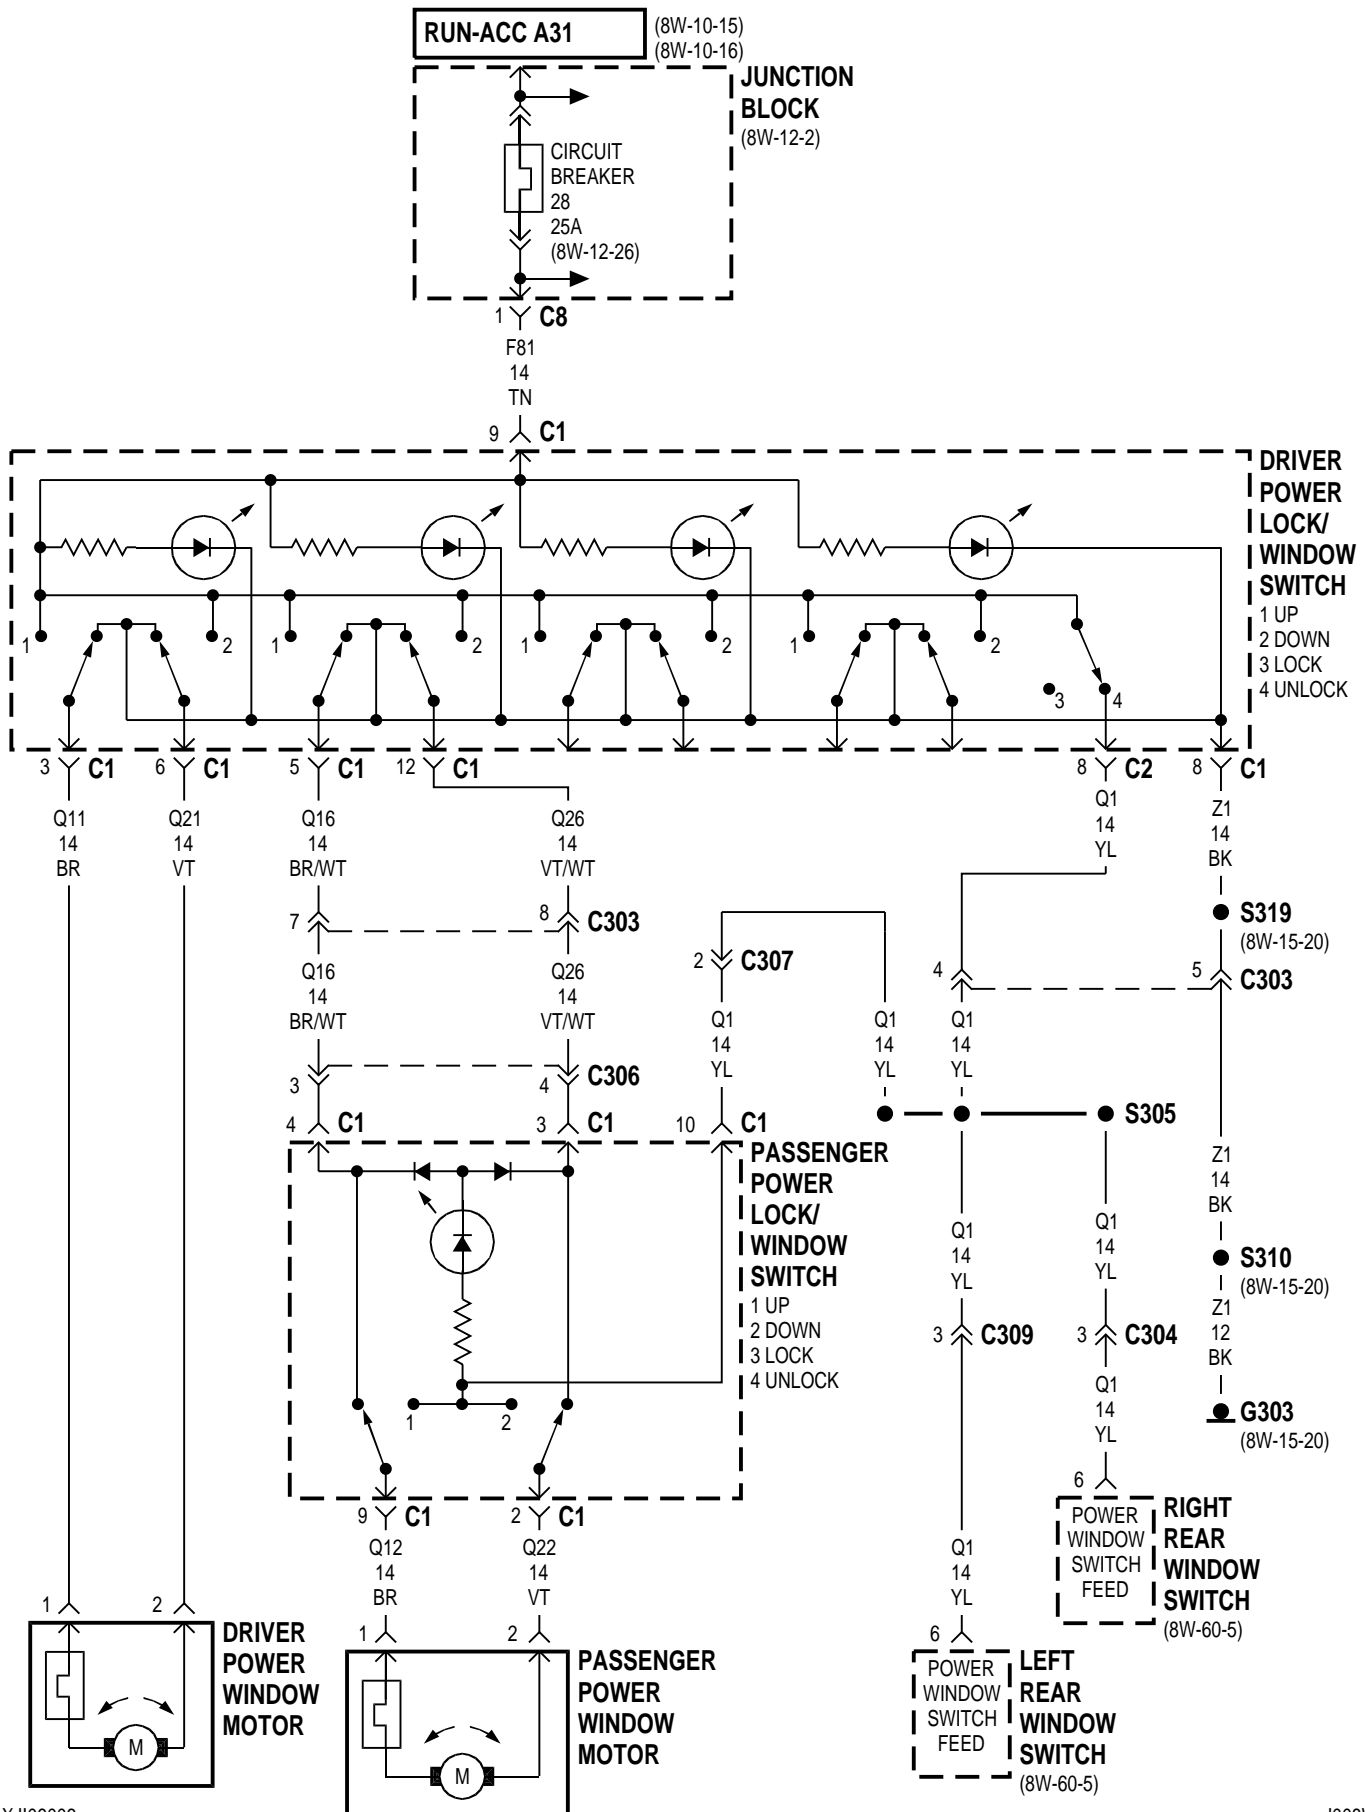 RUN-ACC A31
(8W-10-15)
(8W-10-16)
JUNCTION
BLOCK
(8W-12-2)
CIRCUIT
BREAKER
28
25A
(8W-12-26)
1 C8
F81
14
TN
9 C1
DRIVER
POWER
LOCK/
WINDOW
SWITCH
1 UP
2 DOWN
3 LOCK
4 UNLOCK
1 2 1 2 1 2 1 2
3 4
3 C1 6 C1 5 C1 12 C1 8 C2 8 C1
Q11
14
BR
Q21
14
VT
Q16
14
BR/WT
Q26
14
VT/WT
Q1
14
YL
Z1
14
BK
S319
(8W-15-20)
7 8 C303
2 C307
4 5 C303
Q16
14
BR/WT
Q26
14
VT/WT
Q1
14
YL
Q1
14
YL
Q1
14
YL
3 4 C306
4 C1 3 C1 10 C1
S305
PASSENGER
POWER
LOCK/
WINDOW
SWITCH
1 UP
2 DOWN
3 LOCK
4 UNLOCK
1 2
Z1
14
BK
Q1
14
YL
Q1
14
YL
S310
(8W-15-20)
Z1
12
BK
3 C309 3 C304
Q1
14
YL
G303
(8W-15-20)
9 C1 2 C1
Q12
14
BR
Q22
14
VT
Q1
14
YL
6
POWER
WINDOW
SWITCH
FEED
RIGHT
REAR
WINDOW
SWITCH
(8W-60-5)
1 2
DRIVER
POWER
WINDOW
MOTOR
M
1 2
PASSENGER
POWER
WINDOW
MOTOR
M
6
POWER
WINDOW
SWITCH
FEED
LEFT
REAR
WINDOW
SWITCH
(8W-60-5)